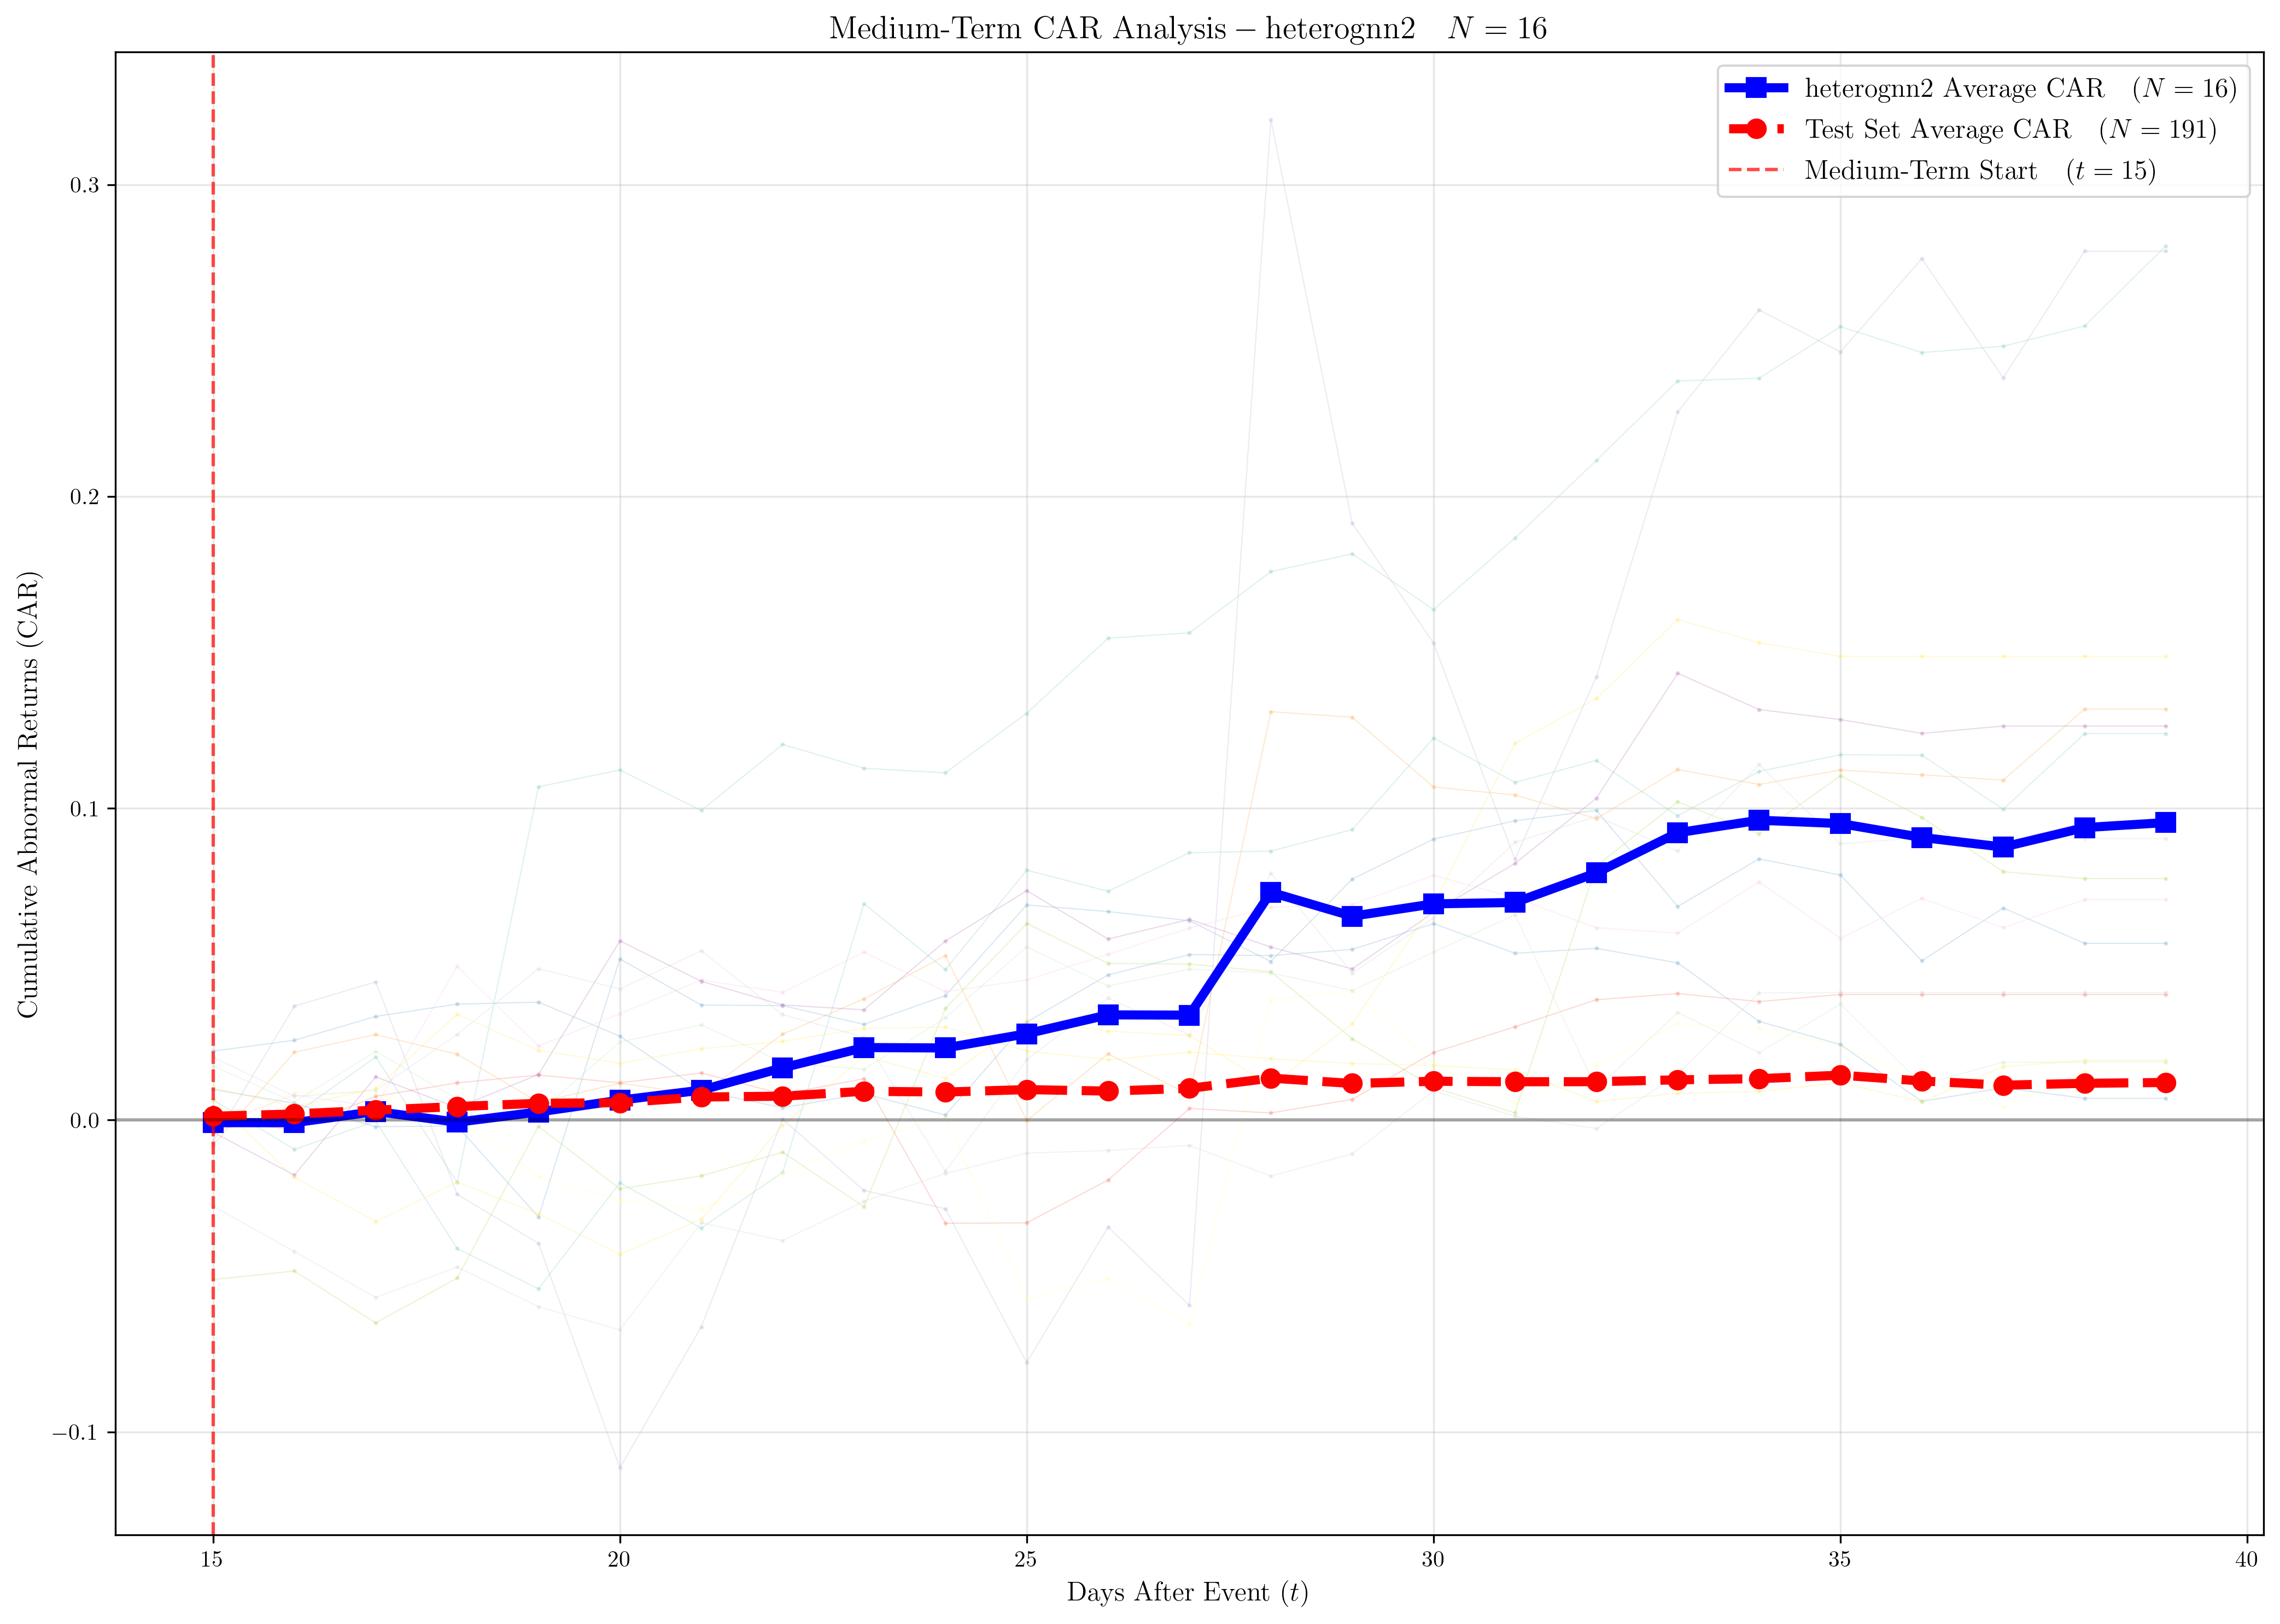 Medium-Term CAR Analysis – heterognn2 N = 16
heterognn2 Average CAR (N = 16)
Test Set Average CAR (N = 191)
Medium-Term Start (t = 15)
Cumulative Abnormal Returns (CAR)
0.3
0.2
0.1
0.0
−0.1
15 20 25 30 35 40
Days After Event (t)